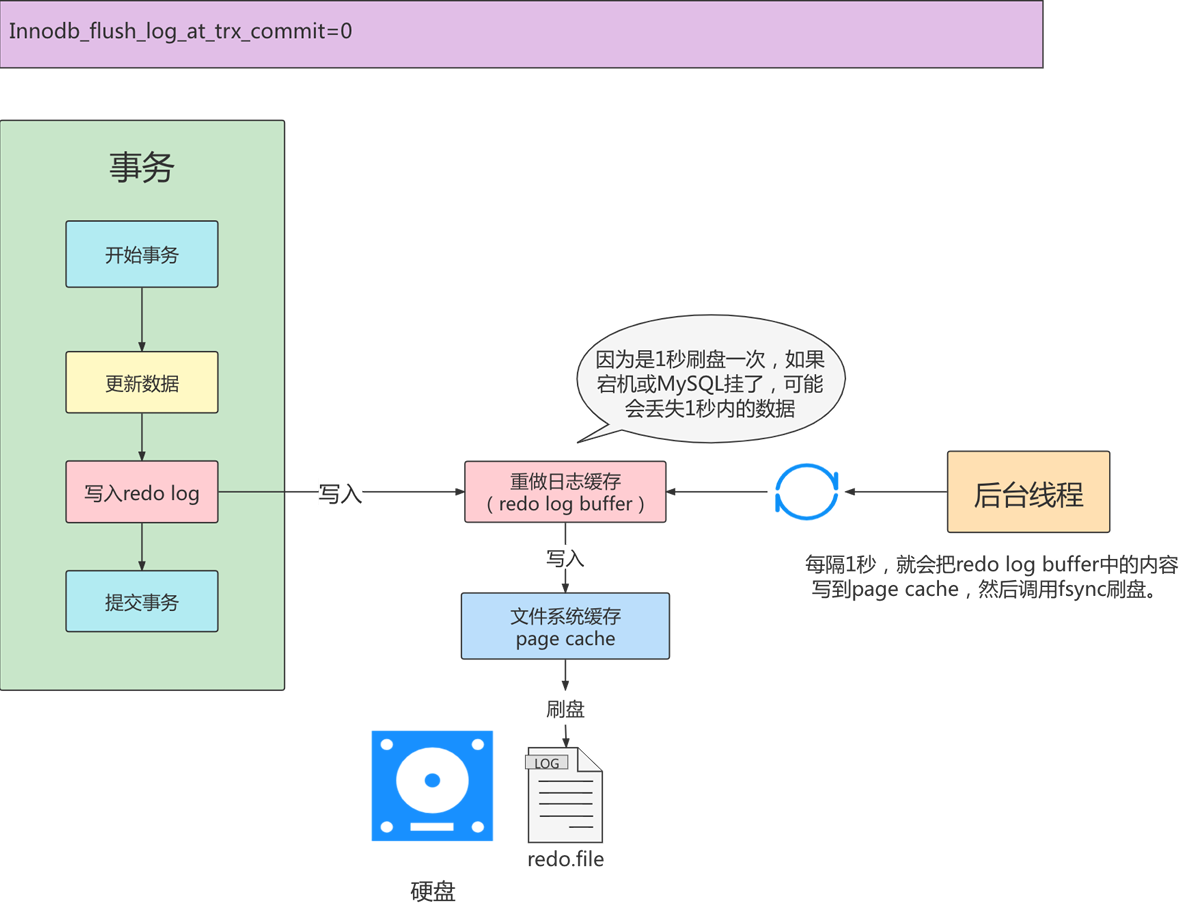 Innodb_flush_log_at_trx_commit=0
事务
开始事务
更新数据
写入redo log
提交事务
写入
因为是1秒刷盘一次，如果
宕机或MySQL挂了，可能
会丢失1秒内的数据
重做日志缓存
（redo log buffer）
写入
文件系统缓存
page cache
刷盘
LOG
redo.file
硬盘
后台线程
每隔1秒，就会把redo log buffer中的内容
写到page cache，然后调用fsync刷盘。